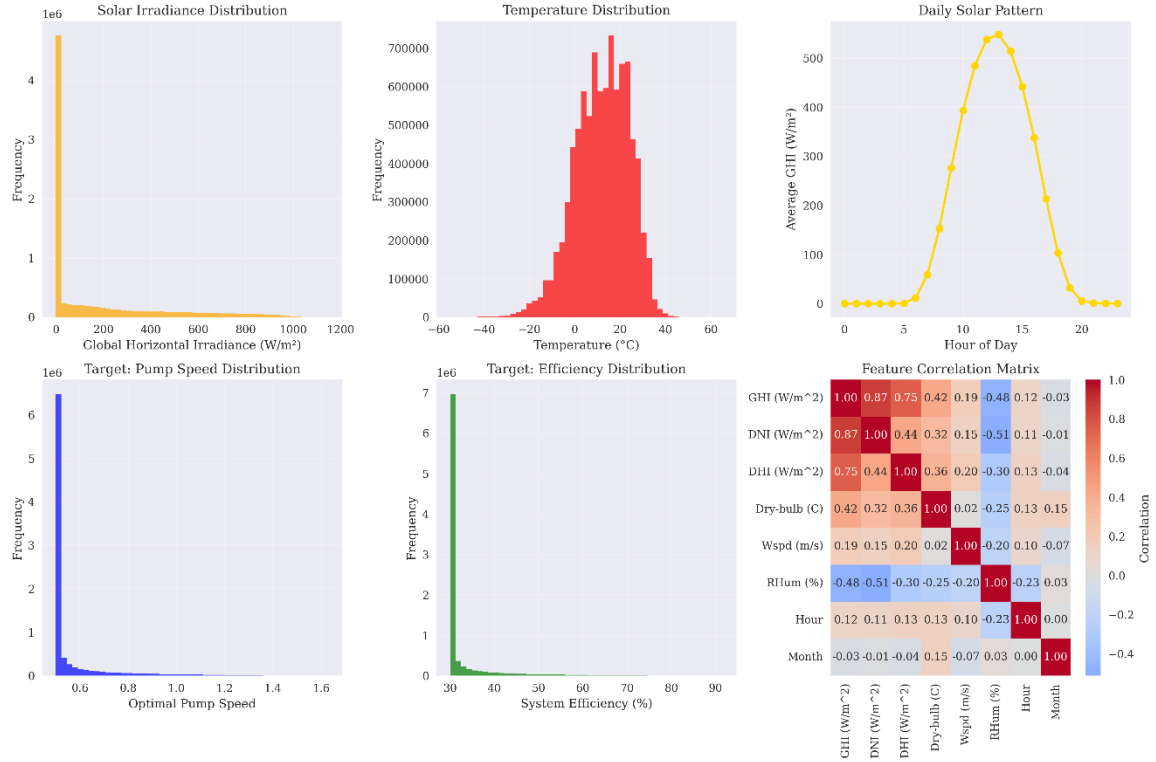 Solar Irradiance Distribution
1e6
4
3
2
1
0
Frequency
0 200 400 600 800 1000 1200
Global Horizontal Irradiance (W/m²)
Temperature Distribution
700000
600000
500000
400000
300000
200000
100000
0
Frequency
−60 −40 −20 0 20 40 60
Temperature (°C)
Daily Solar Pattern
500
400
300
200
100
0
Average GHI (W/m²)
0 5 10 15 20
Hour of Day
Target: Pump Speed Distribution
1e6
6
5
4
3
2
1
0
Frequency
0.6 0.8 1.0 1.2 1.4 1.6
Optimal Pump Speed
Target: Efficiency Distribution
1e6
7
6
5
4
3
2
1
0
Frequency
30 40 50 60 70 80 90
System Efficiency (%)
Feature Correlation Matrix
GHI (W/m^2) 1.00 0.87 0.75 0.42 0.19 -0.48 0.12 -0.03
DNI (W/m^2) 0.87 1.00 0.44 0.32 0.15 -0.51 0.11 -0.01
DHI (W/m^2) 0.75 0.44 1.00 0.36 0.20 -0.30 0.13 -0.04
Dry-bulb (C) 0.42 0.32 0.36 1.00 0.02 -0.25 0.13 0.15
Wspd (m/s) 0.19 0.15 0.20 0.02 1.00 -0.20 0.10 -0.07
RHum (%) -0.48 -0.51 -0.30 -0.25 -0.20 1.00 -0.23 0.03
Hour 0.12 0.11 0.13 0.13 0.10 -0.23 1.00 0.00
Month -0.03 -0.01 -0.04 0.15 -0.07 0.03 0.00 1.00
GHI (W/m^2)
DNI (W/m^2)
DHI (W/m^2)
Dry-bulb (C)
Wspd (m/s)
RHum (%)
Hour
Month
1.0
0.8
0.6
0.4
0.2
0.0
−0.2
−0.4
Correlation